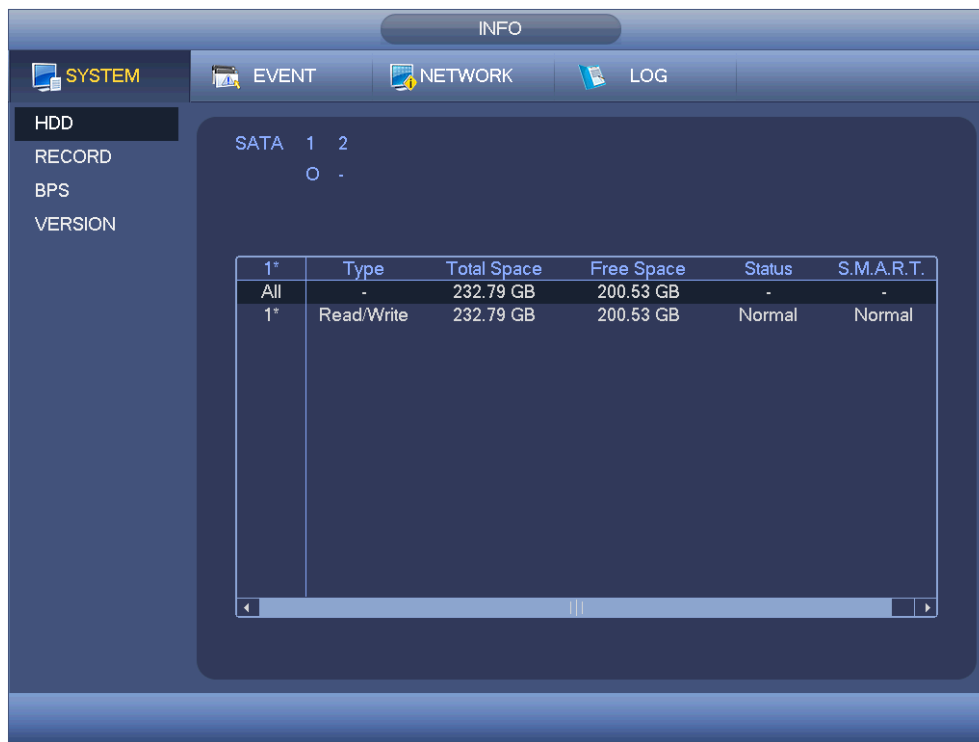 INFO
SYSTEM EVENT NETWORK LOG
HDD
RECORD
BPS
VERSION
SATA 1 2
O -
1* Type Total Space Free Space Status S.M.A.R.T.
All - 232.79 GB 200.53 GB - -
1* Read/Write 232.79 GB 200.53 GB Normal Normal